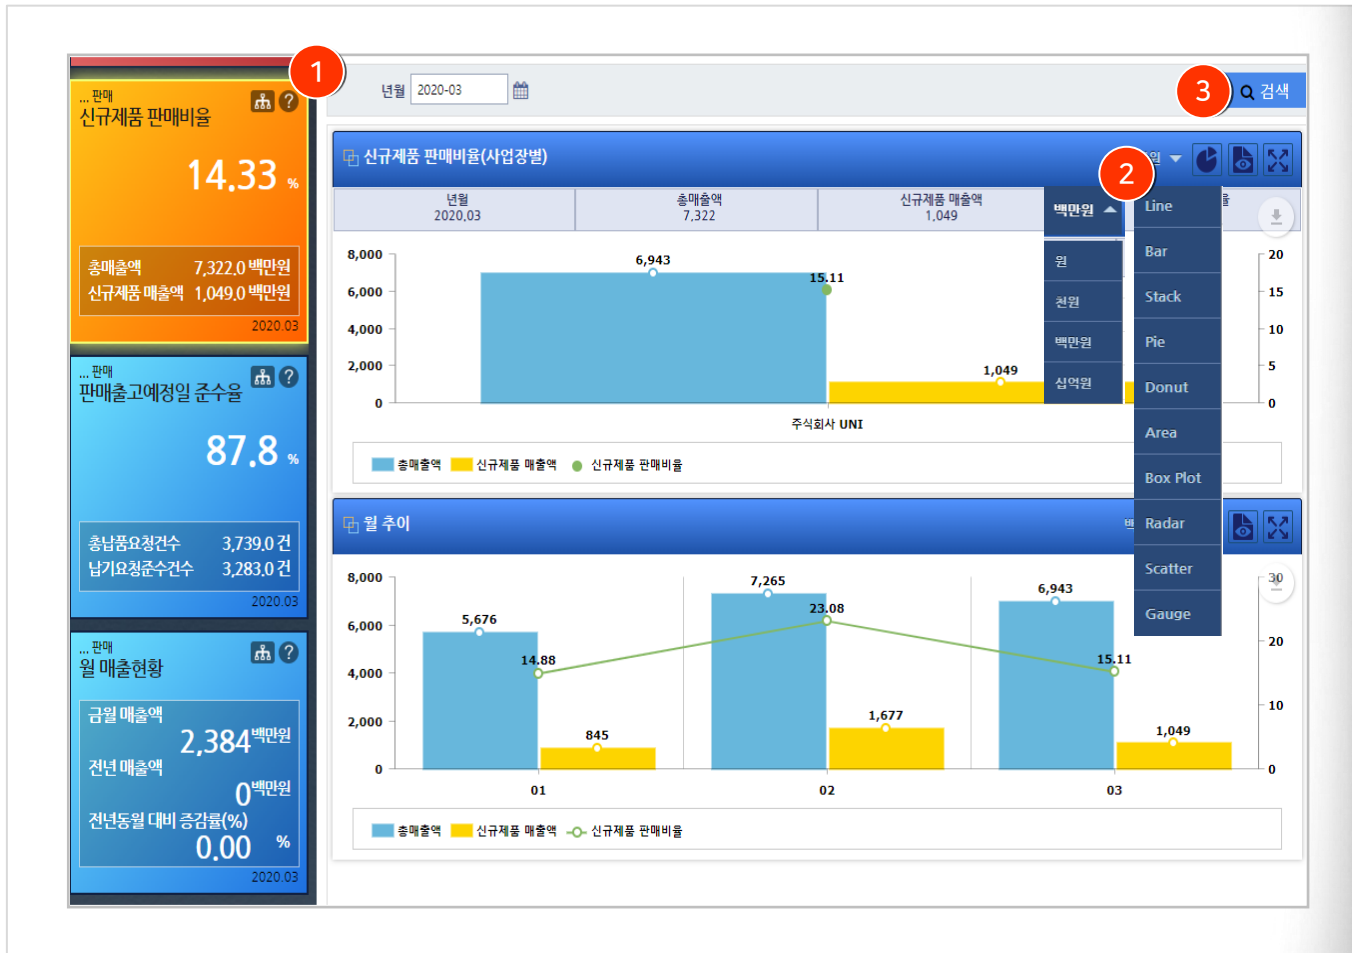 1
... 판매
신규제품 판매비율
?
14.33 %
총매출액 7,322.0 백만원
신규제품 매출액 1,049.0 백만원
2020.03
... 판매
판매출고예정일 준수율
?
87.8 %
총납품요청건수 3,739.0 건
납기요청준수건수 3,283.0 건
2020.03
... 판매
월 매출현황
?
금월 매출액
2,384 백만원
전년 매출액
0 백만원
전년동월 대비 증감률(%)
0.00 %
2020.03
년월 2020-03
3
검색
신규제품 판매비율(사업장별)
2
원
년월
2020.03
총매출액
7,322
신규제품 매출액
1,049
백만원
원
천원
백만원
십억원
Line
Bar
Stack
Pie
Donut
Area
Box Plot
Radar
Scatter
Gauge
8,000
6,000
4,000
2,000
0
6,943
15.11
1,049
20
15
10
5
0
주식회사 UNI
총매출액 신규제품 매출액 신규제품 판매비율
월 추이
8,000
6,000
4,000
2,000
0
5,676
14.88
845
7,265
23.08
1,677
6,943
15.11
1,049
30
20
10
0
01 02 03
총매출액 신규제품 매출액 신규제품 판매비율